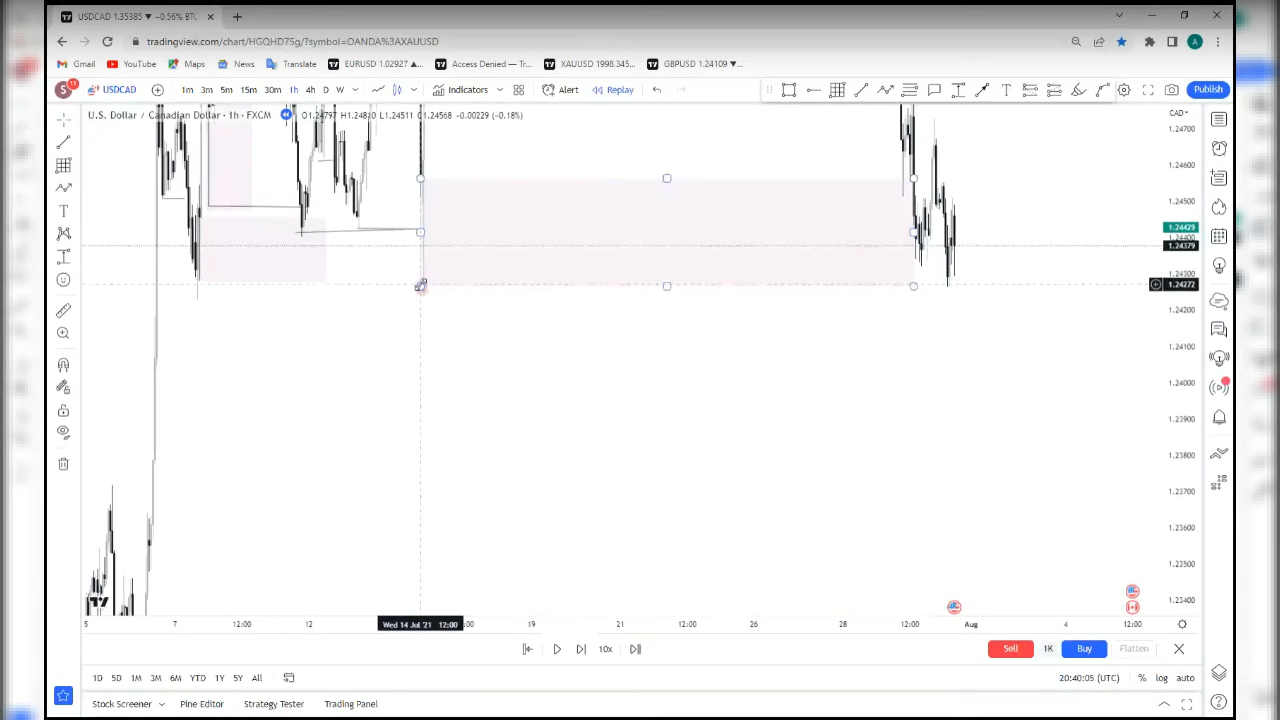 USDCAD 1.35385 ▼ −0.56% BTC
tradingview.com/chart/HGQHD75g/?symbol=OANDA%3AXAUUSD
A
Gmail YouTube Maps News Translate EURUSD 1.02927 ▲... Access Denied — Tr... XAUUSD 1998.345... GBPUSD 1.24109 ▼...
S 11 USDCAD 1m 3m 5m 15m 30m 1h 4h D W Indicators Alert Replay T Publish
U.S. Dollar / Canadian Dollar · 1h · FXCM O1.24797 H1.24810 L1.24511 C1.24568 −0.00229 (−0.18%)
CAD
1.24700
1.24600
1.24500
1.24429
1.24400
1.24379
1.24300
1.24272
1.24200
1.24100
1.24000
1.23900
1.23800
1.23700
1.23600
1.23500
1.23400
5 7 12:00 12 Wed 14 Jul '21 12:00 :00 19 21 12:00 26 28 12:00 Aug 4 12:00
10x Sell 1K Buy Flatten
1D 5D 1M 3M 6M YTD 1Y 5Y All 20:40:05 (UTC) % log auto
Stock Screener Pine Editor Strategy Tester Trading Panel